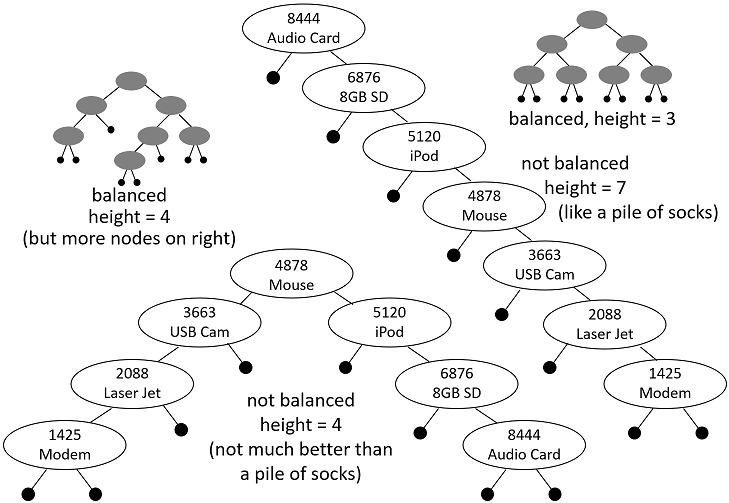 8444
Audio Card
6876
8GB SD
balanced, height = 3
5120
iPod
not balanced
height = 7
(like a pile of socks)
4878
Mouse
balanced
height = 4
(but more nodes on right)
3663
USB Cam
4878
Mouse
3663
USB Cam
5120
iPod
2088
Laser Jet
2088
Laser Jet
6876
8GB SD
1425
Modem
not balanced
height = 4
(not much better than
a pile of socks)
1425
Modem
8444
Audio Card